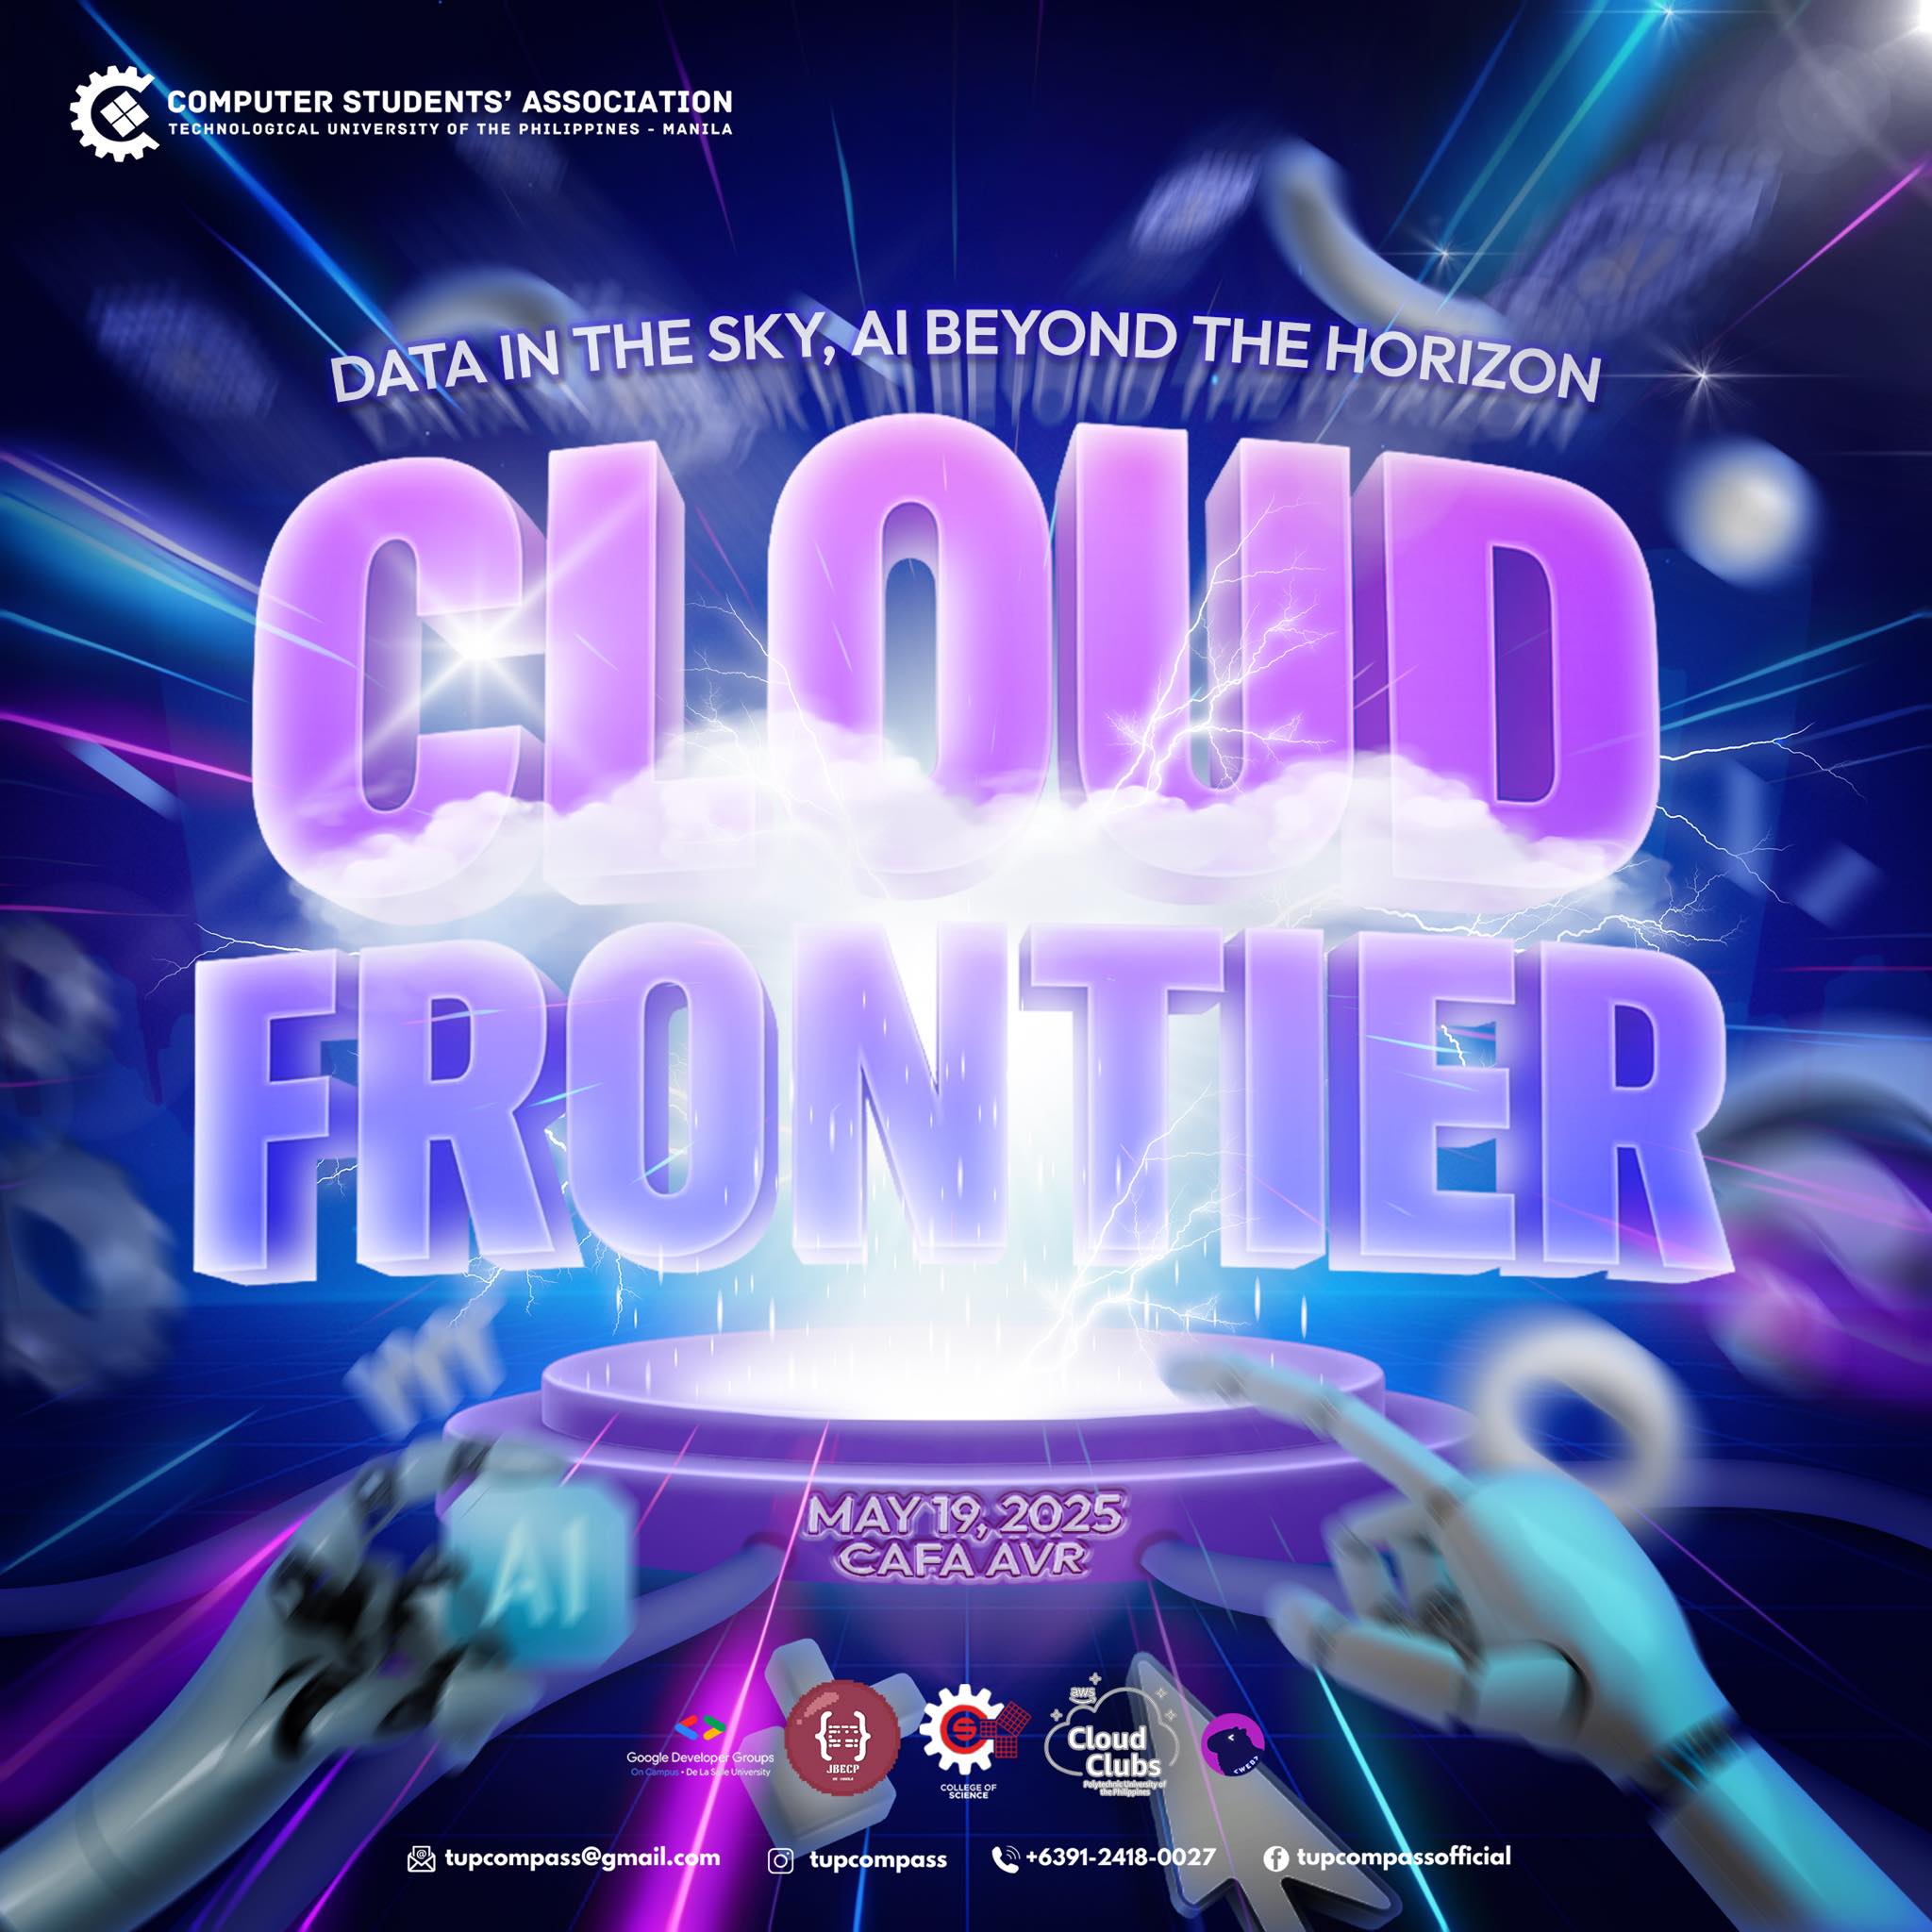 COMPUTER STUDENTS' ASSOCIATION
TECHNOLOGICAL UNIVERSITY OF THE PHILIPPINES - MANILA
DATA IN THE SKY, AI BEYOND THE HORIZON
CLOUD
FRONTIER
AI
MAY 19, 2025
CAFA AVR
Google Developer Groups
On Campus • De La Salle University
JBECP
COLLEGE OF
SCIENCE
aws
Cloud
Clubs
Polytechnic University of
the Philippines
tupcompass@gmail.com
tupcompass
+6391-2418-0027
tupcompassofficial